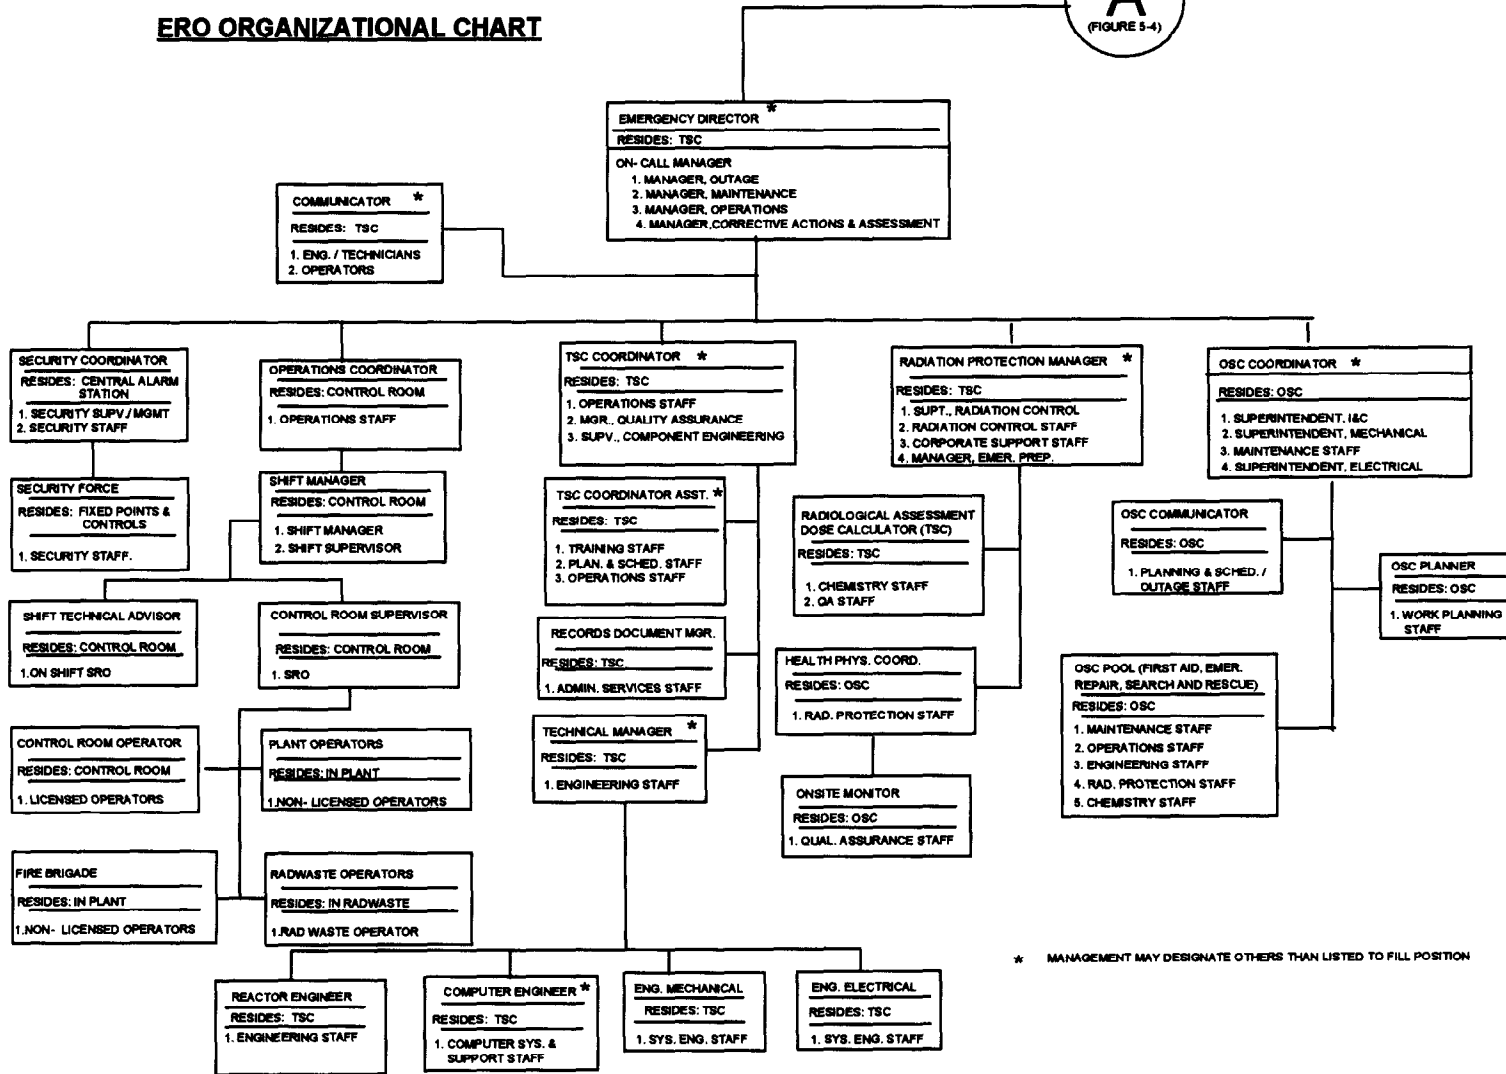 ERO ORGANIZATIONAL CHART
A
(FIGURE 5-4)
EMERGENCY DIRECTOR *
RESIDES: TSC
ON- CALL MANAGER
1. MANAGER, OUTAGE
2. MANAGER, MAINTENANCE
3. MANAGER, OPERATIONS
4. MANAGER,CORRECTIVE ACTIONS & ASSESSMENT
COMMUNICATOR *
RESIDES: TSC
1. ENG. / TECHNICIANS
2. OPERATORS
SECURITY COORDINATOR
RESIDES: CENTRAL ALARM
STATION
1. SECURITY SUPV./ MGMT
2. SECURITY STAFF
OPERATIONS COORDINATOR
RESIDES: CONTROL ROOM
1. OPERATIONS STAFF
TSC COORDINATOR *
RESIDES: TSC
1. OPERATIONS STAFF
2. MGR., QUALITY ASSURANCE
3. SUPV., COMPONENT ENGINEERING
RADIATION PROTECTION MANAGER *
RESIDES: TSC
1. SUPT., RADIATION CONTROL
2. RADIATION CONTROL STAFF
3. CORPORATE SUPPORT STAFF
4. MANAGER, EMER. PREP.
OSC COORDINATOR *
RESIDES: OSC
1. SUPERINTENDENT, I&C
2. SUPERINTENDENT, MECHANICAL
3. MAINTENANCE STAFF
4. SUPERINTENDENT, ELECTRICAL
SECURITY FORCE
RESIDES: FIXED POINTS &
CONTROLS
1. SECURITY STAFF.
SHIFT MANAGER
RESIDES: CONTROL ROOM
1. SHIFT MANAGER
2. SHIFT SUPERVISOR
TSC COORDINATOR ASST. *
RESIDES: TSC
1. TRAINING STAFF
2. PLAN. & SCHED. STAFF
3. OPERATIONS STAFF
RADIOLOGICAL ASSESSMENT
DOSE CALCULATOR (TSC)
RESIDES: TSC
1. CHEMISTRY STAFF
2. QA STAFF
OSC COMMUNICATOR
RESIDES: OSC
1. PLANNING & SCHED. /
OUTAGE STAFF
OSC PLANNER
RESIDES: OSC
1. WORK PLANNING
STAFF
SHIFT TECHNICAL ADVISOR
RESIDES: CONTROL ROOM
1.ON SHIFT SRO
CONTROL ROOM SUPERVISOR
RESIDES: CONTROL ROOM
1. SRO
RECORDS DOCUMENT MGR.
RESIDES: TSC
1. ADMIN. SERVICES STAFF
HEALTH PHYS. COORD.
RESIDES: OSC
1. RAD. PROTECTION STAFF
OSC POOL (FIRST AID, EMER.
REPAIR, SEARCH AND RESCUE)
RESIDES: OSC
1. MAINTENANCE STAFF
2. OPERATIONS STAFF
3. ENGINEERING STAFF
4. RAD. PROTECTION STAFF
5. CHEMISTRY STAFF
CONTROL ROOM OPERATOR
RESIDES: CONTROL ROOM
1. LICENSED OPERATORS
PLANT OPERATORS
RESIDES: IN PLANT
1.NON- LICENSED OPERATORS
TECHNICAL MANAGER *
RESIDES: TSC
1. ENGINEERING STAFF
ONSITE MONITOR
RESIDES: OSC
1. QUAL. ASSURANCE STAFF
FIRE BRIGADE
RESIDES: IN PLANT
1.NON- LICENSED OPERATORS
RADWASTE OPERATORS
RESIDES: IN RADWASTE
1.RAD WASTE OPERATOR
* MANAGEMENT MAY DESIGNATE OTHERS THAN LISTED TO FILL POSITION
REACTOR ENGINEER
RESIDES: TSC
1. ENGINEERING STAFF
COMPUTER ENGINEER *
RESIDES: TSC
1. COMPUTER SYS. &
SUPPORT STAFF
ENG. MECHANICAL
RESIDES: TSC
1. SYS. ENG. STAFF
ENG. ELECTRICAL
RESIDES: TSC
1. SYS. ENG. STAFF